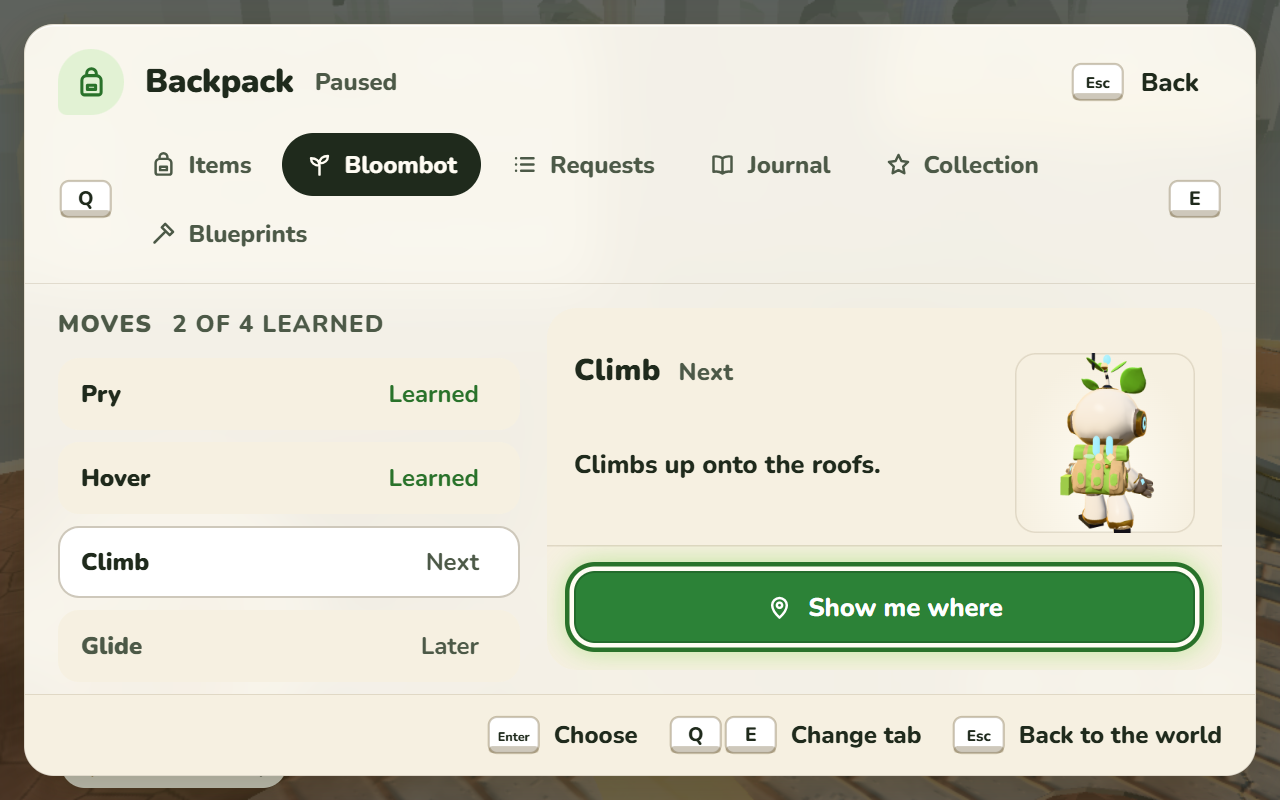 Backpack Paused
Esc Back
Q
Items Bloombot Requests Journal Collection
Blueprints
E
MOVES 2 OF 4 LEARNED
Pry Learned
Hover Learned
Climb Next
Glide Later
Climb Next
Climbs up onto the roofs.
Show me where
Enter Choose Q E Change tab Esc Back to the world